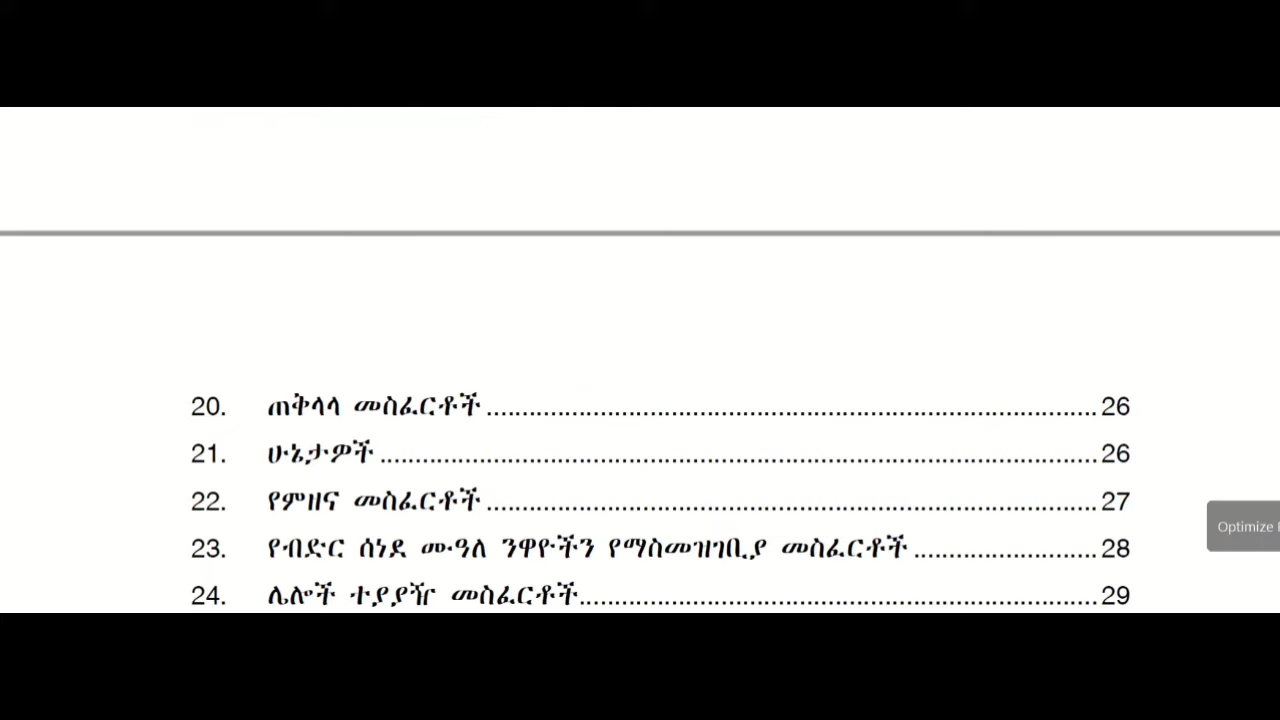 20. ጠቅላላ መስፈርቶች ........................................................................................ 26
21. ሁኔታዎች ........................................................................................................ 26
22. የምዘና መስፈርቶች ........................................................................................ 27
23. የብድር ሰነደ ሙዓለ ንዋዮችን የማስመዝገቢያ መስፈርቶች .......................... 28
Optimize
24. ሌሎች ተያያዥ መስፈርቶች.......................................................................... 29